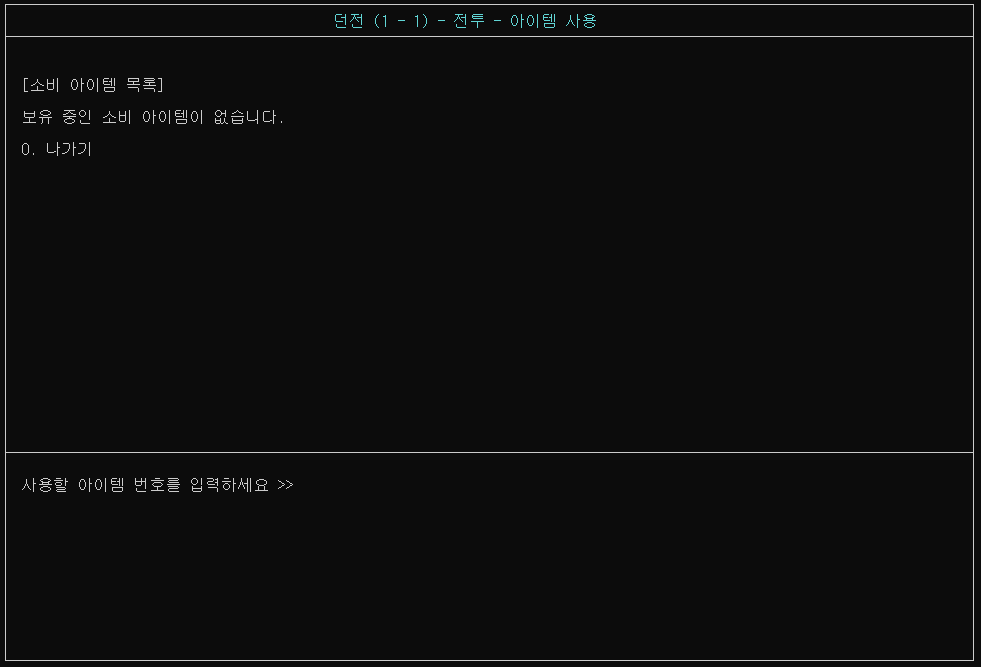 던전 (1 - 1) - 전투 - 아이템 사용
[소비 아이템 목록]
보유 중인 소비 아이템이 없습니다.
0. 나가기
사용할 아이템 번호를 입력하세요 >>